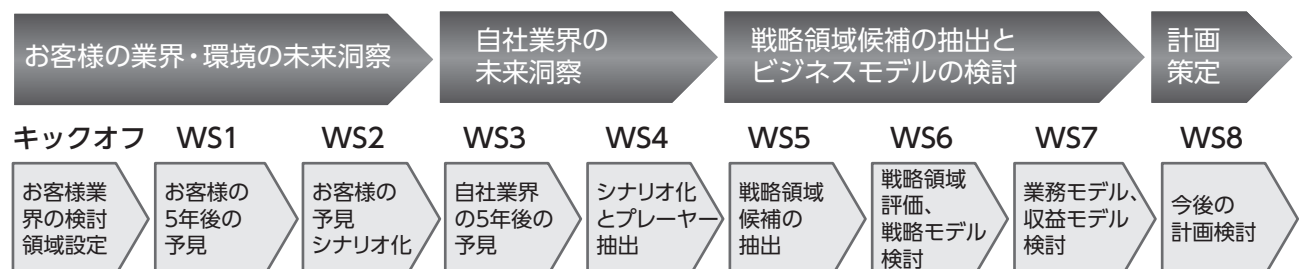 お客様の業界・環境の未来洞察
自社業界の
未来洞察
戦略領域候補の抽出と
ビジネスモデルの検討
計画
策定
キックオフ
WS1
WS2
WS3
WS4
WS5
WS6
WS7
WS8
お客様業
界の検討
領域設定
お客様の
5年後の
予見
お客様の
予見
シナリオ化
自社業界
の5年後の
予見
シナリオ化
とプレーヤー
抽出
戦略領域
候補の
抽出
戦略領域
評価、
戦略モデル
検討
業務モデル、
収益モデル
検討
今後の
計画検討